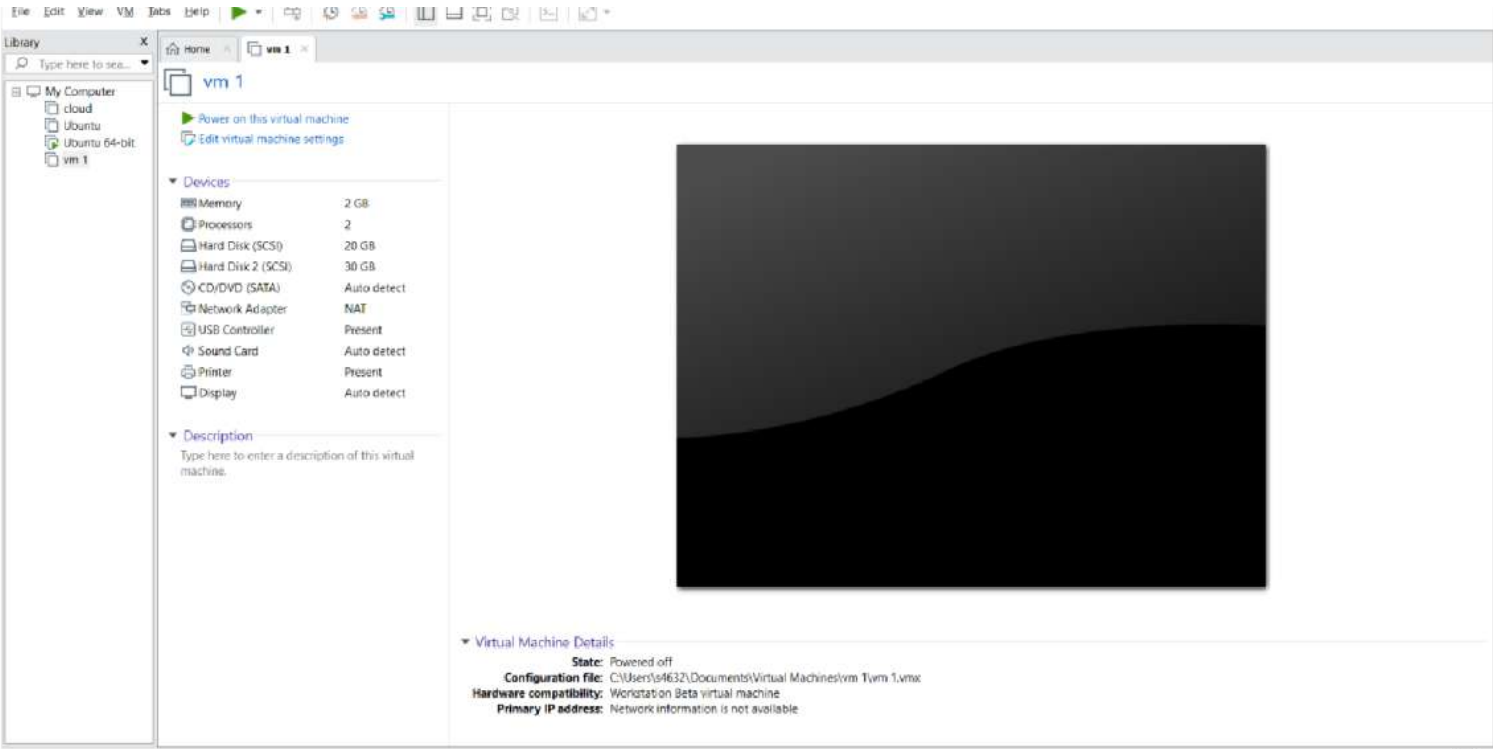 File Edit View VM Tabs Help
Library X
Type here to sea...
My Computer
cloud
Ubuntu
Ubuntu 64-bit
vm 1
Home × vm 1 ×
vm 1
Power on this virtual machine
Edit virtual machine settings
Devices
Memory 2 GB
Processors 2
Hard Disk (SCSI) 20 GB
Hard Disk 2 (SCSI) 30 GB
CD/DVD (SATA) Auto detect
Network Adapter NAT
USB Controller Present
Sound Card Auto detect
Printer Present
Display Auto detect
Description
Type here to enter a description of this virtual
machine.
Virtual Machine Details
State: Powered off
Configuration file: C:\Users\s4632\Documents\Virtual Machines\vm 1\vm 1.vmx
Hardware compatibility: Workstation Beta virtual machine
Primary IP address: Network information is not available